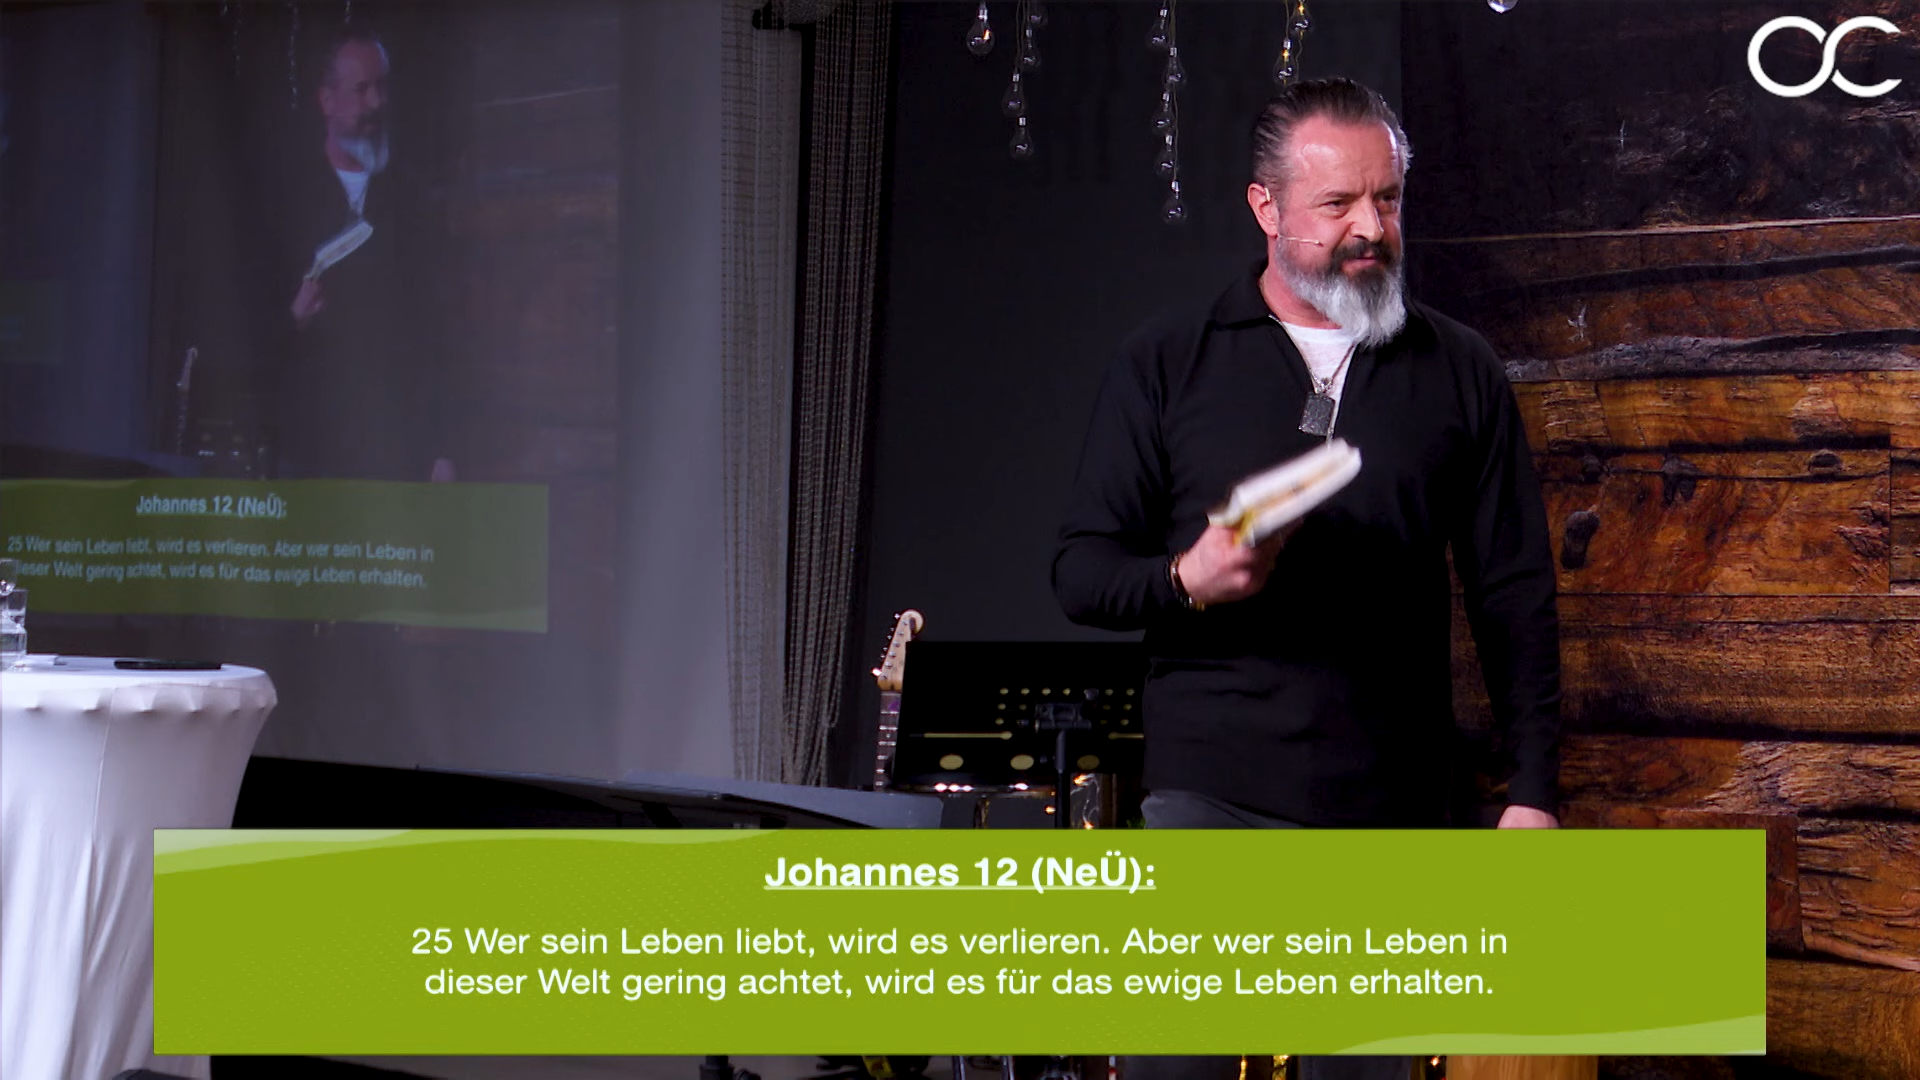 OC
Johannes 12 (NeÜ):
25 Wer sein Leben liebt, wird es verlieren. Aber wer sein Leben in
dieser Welt gering achtet, wird es für das ewige Leben erhalten.
Johannes 12 (NeÜ):
25 Wer sein Leben liebt, wird es verlieren. Aber wer sein Leben in
dieser Welt gering achtet, wird es für das ewige Leben erhalten.